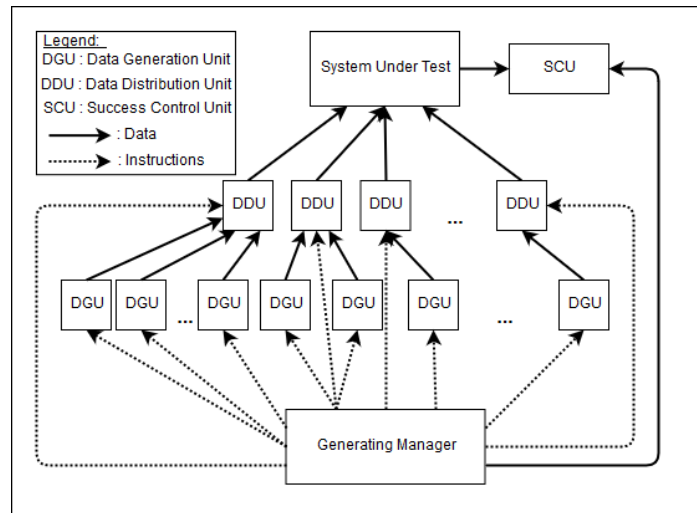 Legend:
DGU : Data Generation Unit
DDU : Data Distribution Unit
SCU : Success Control Unit
: Data
: Instructions
System Under Test
SCU
DDU
DDU
DDU
...
DDU
DGU
DGU
...
DGU
DGU
DGU
DGU
...
DGU
Generating Manager